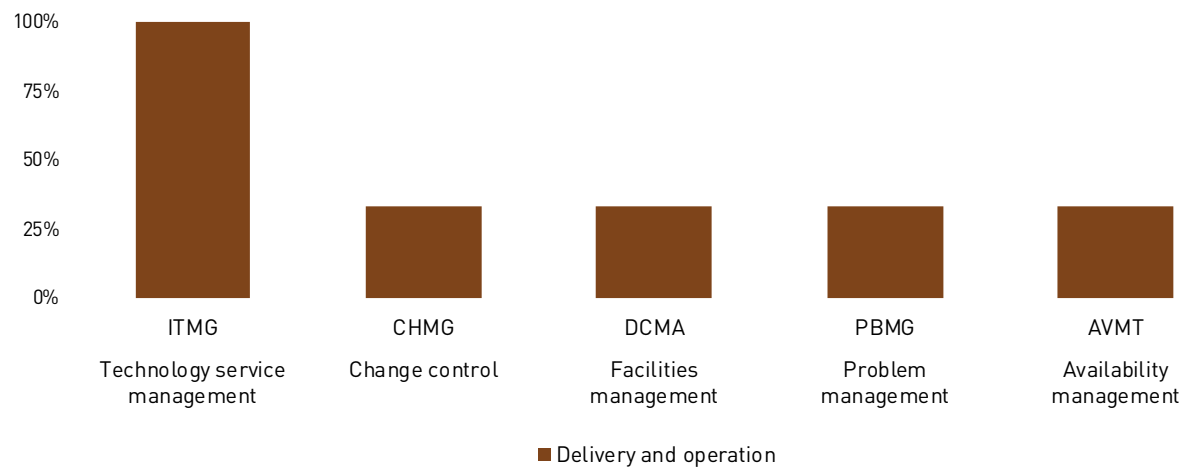 100%
75%
50%
25%
0%
ITMG
CHMG
DCMA
PBMG
AVMT
Technology service
management
Change control
Facilities
management
Problem
management
Availability
management
Delivery and operation